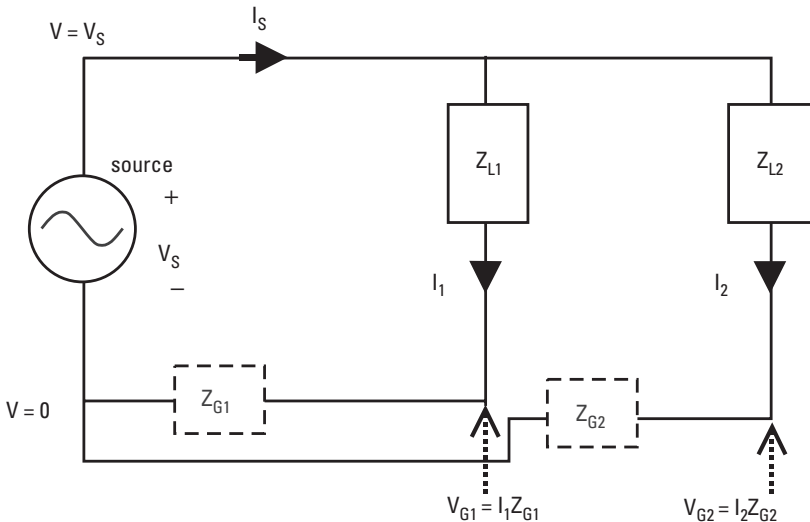 I_S
V = V_S
source
+
V_S
−
Z_L1
Z_L2
I_1
I_2
Z_G1
Z_G2
V = 0
V_G1 = I_1Z_G1
V_G2 = I_2Z_G2